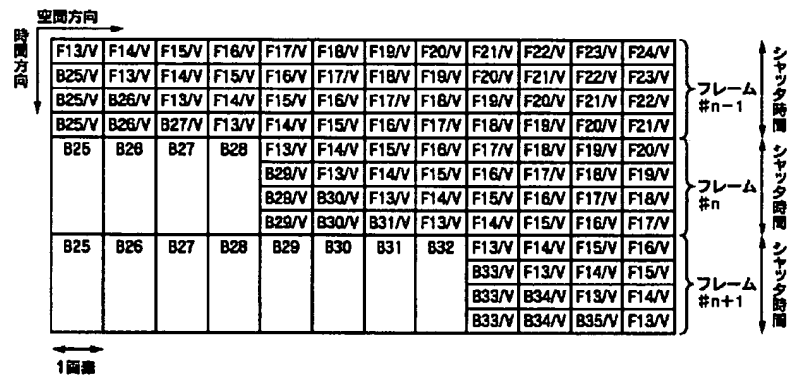 空間方向
時間方向
F13/V F14/V F15/V F16/V F17/V F18/V F19/V F20/V F21/V F22/V F23/V F24/V
B25/V F13/V F14/V F15/V F16/V F17/V F18/V F19/V F20/V F21/V F22/V F23/V
B25/V B26/V F13/V F14/V F15/V F16/V F17/V F18/V F19/V F20/V F21/V F22/V
B25/V B26/V B27/V F13/V F14/V F15/V F16/V F17/V F18/V F19/V F20/V F21/V
フレーム
#n-1
シャッタ時間
B25 B26 B27 B28 F13/V F14/V F15/V F16/V F17/V F18/V F19/V F20/V
B29/V F13/V F14/V F15/V F16/V F17/V F18/V F19/V
B29/V B30/V F13/V F14/V F15/V F16/V F17/V F18/V
B29/V B30/V B31/V F13/V F14/V F15/V F16/V F17/V
フレーム
#n
シャッタ時間
B25 B26 B27 B28 B29 B30 B31 B32 F13/V F14/V F15/V F16/V
B33/V F13/V F14/V F15/V
B33/V B34/V F13/V F14/V
B33/V B34/V B35/V F13/V
フレーム
#n+1
シャッタ時間
1画素